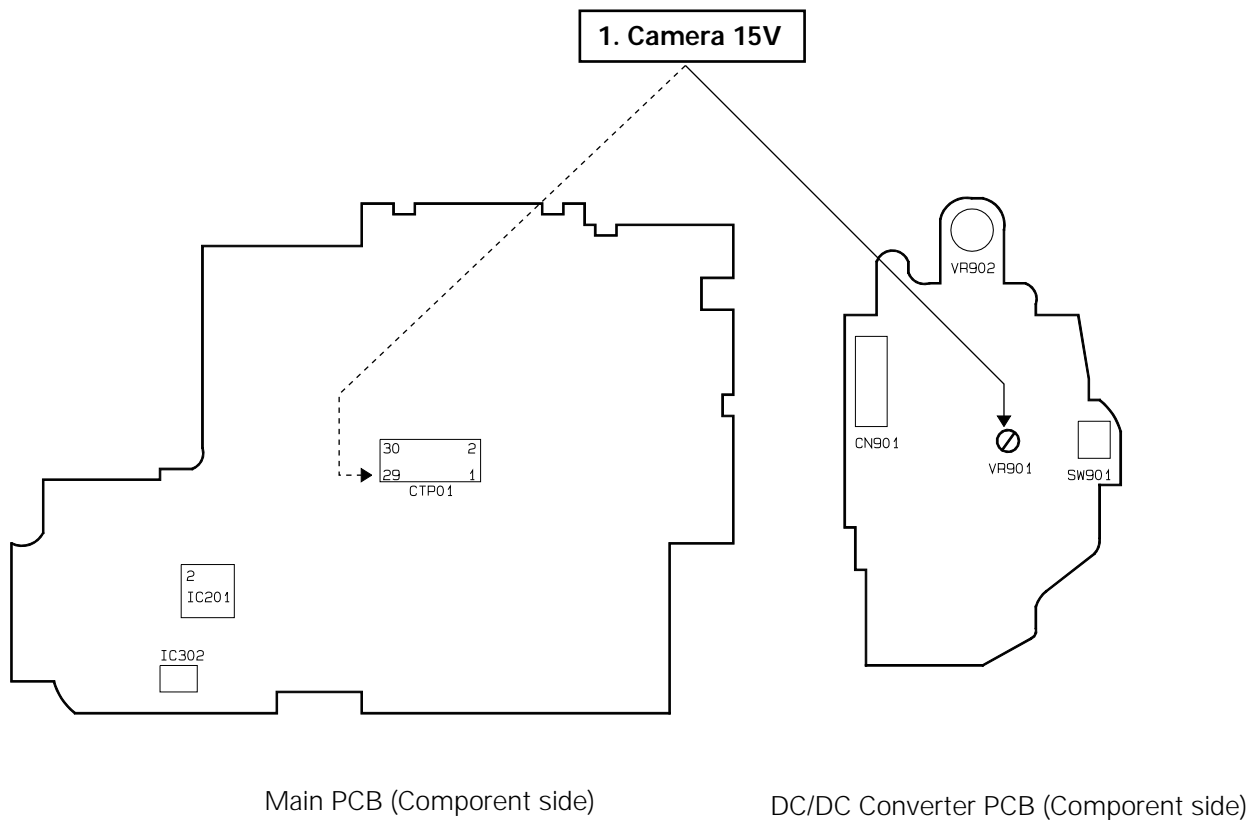 1. Camera 15V
VR902
CN901
VR901
SW901
30 2
29 1
CTP01
2
IC201
IC302
Main PCB (Component side)
DC/DC Converter PCB (Component side)